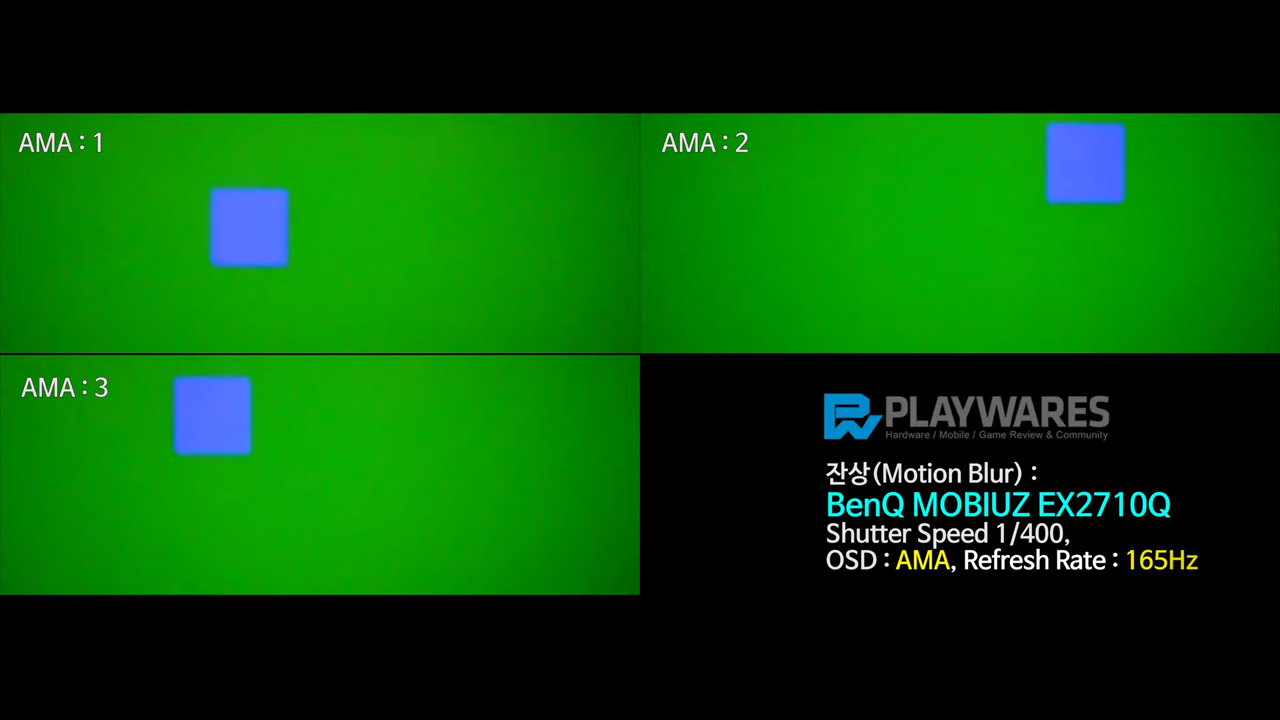 AMA : 1
AMA : 2
AMA : 3
PLAYWARES
Hardware / Mobile / Game Review & Community
잔상(Motion Blur) :
BenQ MOBIUZ EX2710Q
Shutter Speed 1/400,
OSD : AMA, Refresh Rate : 165Hz